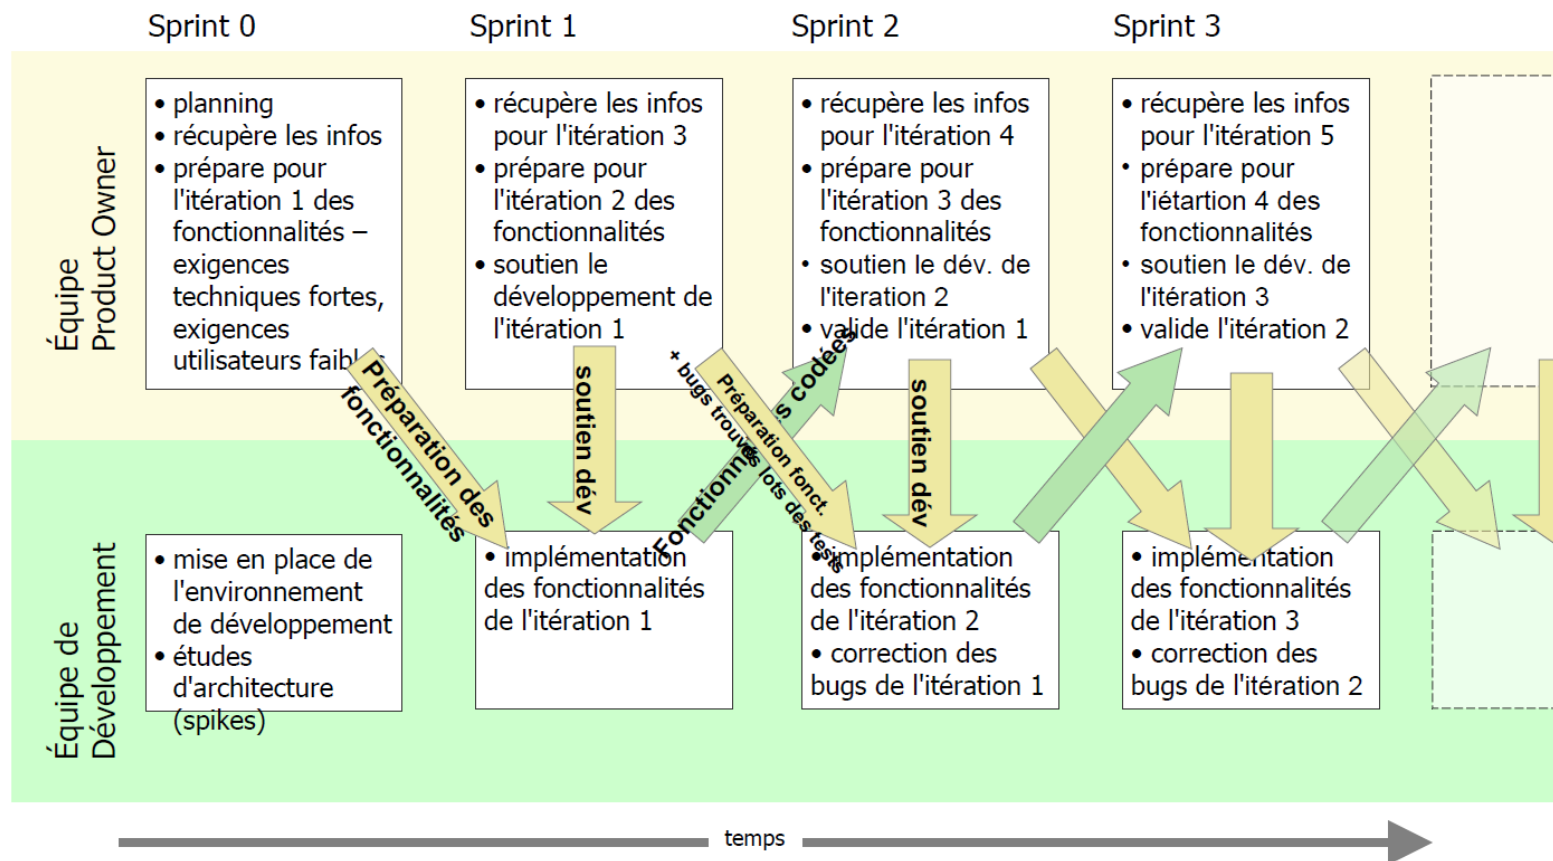 Sprint 0
Sprint 1
Sprint 2
Sprint 3
Équipe
Product Owner
• planning
• récupère les infos
• prépare pour
l'itération 1 des
fonctionnalités –
exigences
techniques fortes,
exigences
utilisateurs faibles
• récupère les infos
pour l'itération 3
• prépare pour
l'itération 2 des
fonctionnalités
• soutien le
développement de
l'itération 1
• récupère les infos
pour l'itération 4
• prépare pour
l'itération 3 des
fonctionnalités
• soutien le dév. de
l'iteration 2
• valide l'itération 1
• récupère les infos
pour l'itération 5
• prépare pour
l'iétartion 4 des
fonctionnalités
• soutien le dév. de
l'itération 3
• valide l'itération 2
Préparation des
fonctionnalités
soutien dév
Fonctionn és codées
Préparation fonct.
+ bugs trouvés lots des tests
soutien dév
Équipe de
Développement
• mise en place de
l'environnement
de développement
• études
d'architecture
(spikes)
• implémentation
des fonctionnalités
de l'itération 1
• implémentation
des fonctionnalités
de l'itération 2
• correction des
bugs de l'itération 1
• implémentation
des fonctionnalités
de l'itération 3
• correction des
bugs de l'itération 2
temps